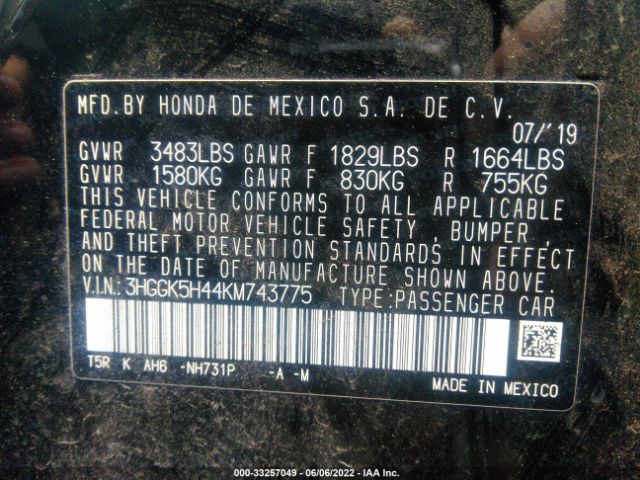 MFD. BY HONDA DE MEXICO S.A. DE C.V.
07/'19
GVWR 3483LBS GAWR F 1829LBS R 1664LBS
GVWR 1580KG GAWR F 830KG R 755KG
THIS VEHICLE CONFORMS TO ALL APPLICABLE
FEDERAL MOTOR VEHICLE SAFETY, BUMPER,
AND THEFT PREVENTION STANDARDS IN EFFECT
ON THE DATE OF MANUFACTURE SHOWN ABOVE.
V.I.N.: 3HGGK5H44KM743775 TYPE:PASSENGER CAR
T5R K AH6 -NH731P -A -M
MADE IN MEXICO
000-33257049 - 06/06/2022 - IAA Inc.